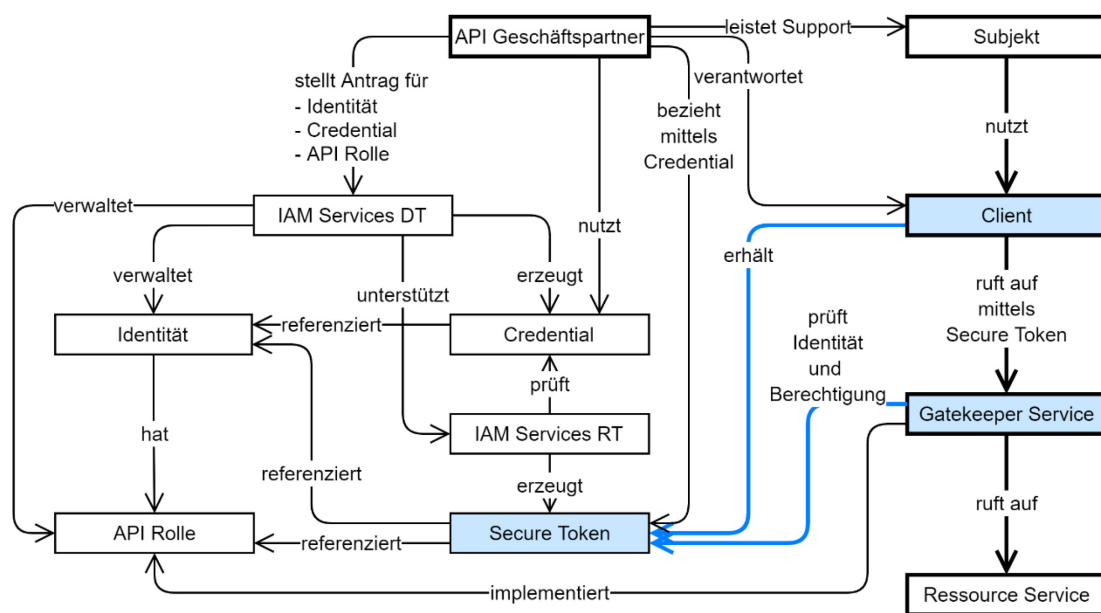 API Geschäftspartner
leistet Support
Subjekt
stellt Antrag für
- Identität
- Credential
- API Rolle
verantwortet
bezieht
mittels
Credential
nutzt
verwaltet
IAM Services DT
nutzt
Client
verwaltet
erzeugt
unterstützt
erhält
ruft auf
mittels
Secure Token
Identität
referenziert
Credential
prüft
Identität
und
Berechtigung
prüft
hat
IAM Services RT
Gatekeeper Service
referenziert
erzeugt
ruft auf
API Rolle
referenziert
Secure Token
implementiert
Ressource Service